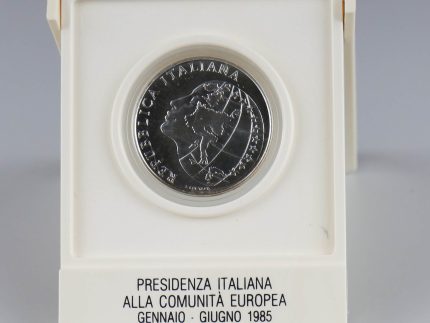 REPUBBLICA ITALIANA
PRESIDENZA ITALIANA
ALLA COMUNITÀ EUROPEA
GENNAIO · GIUGNO 1985